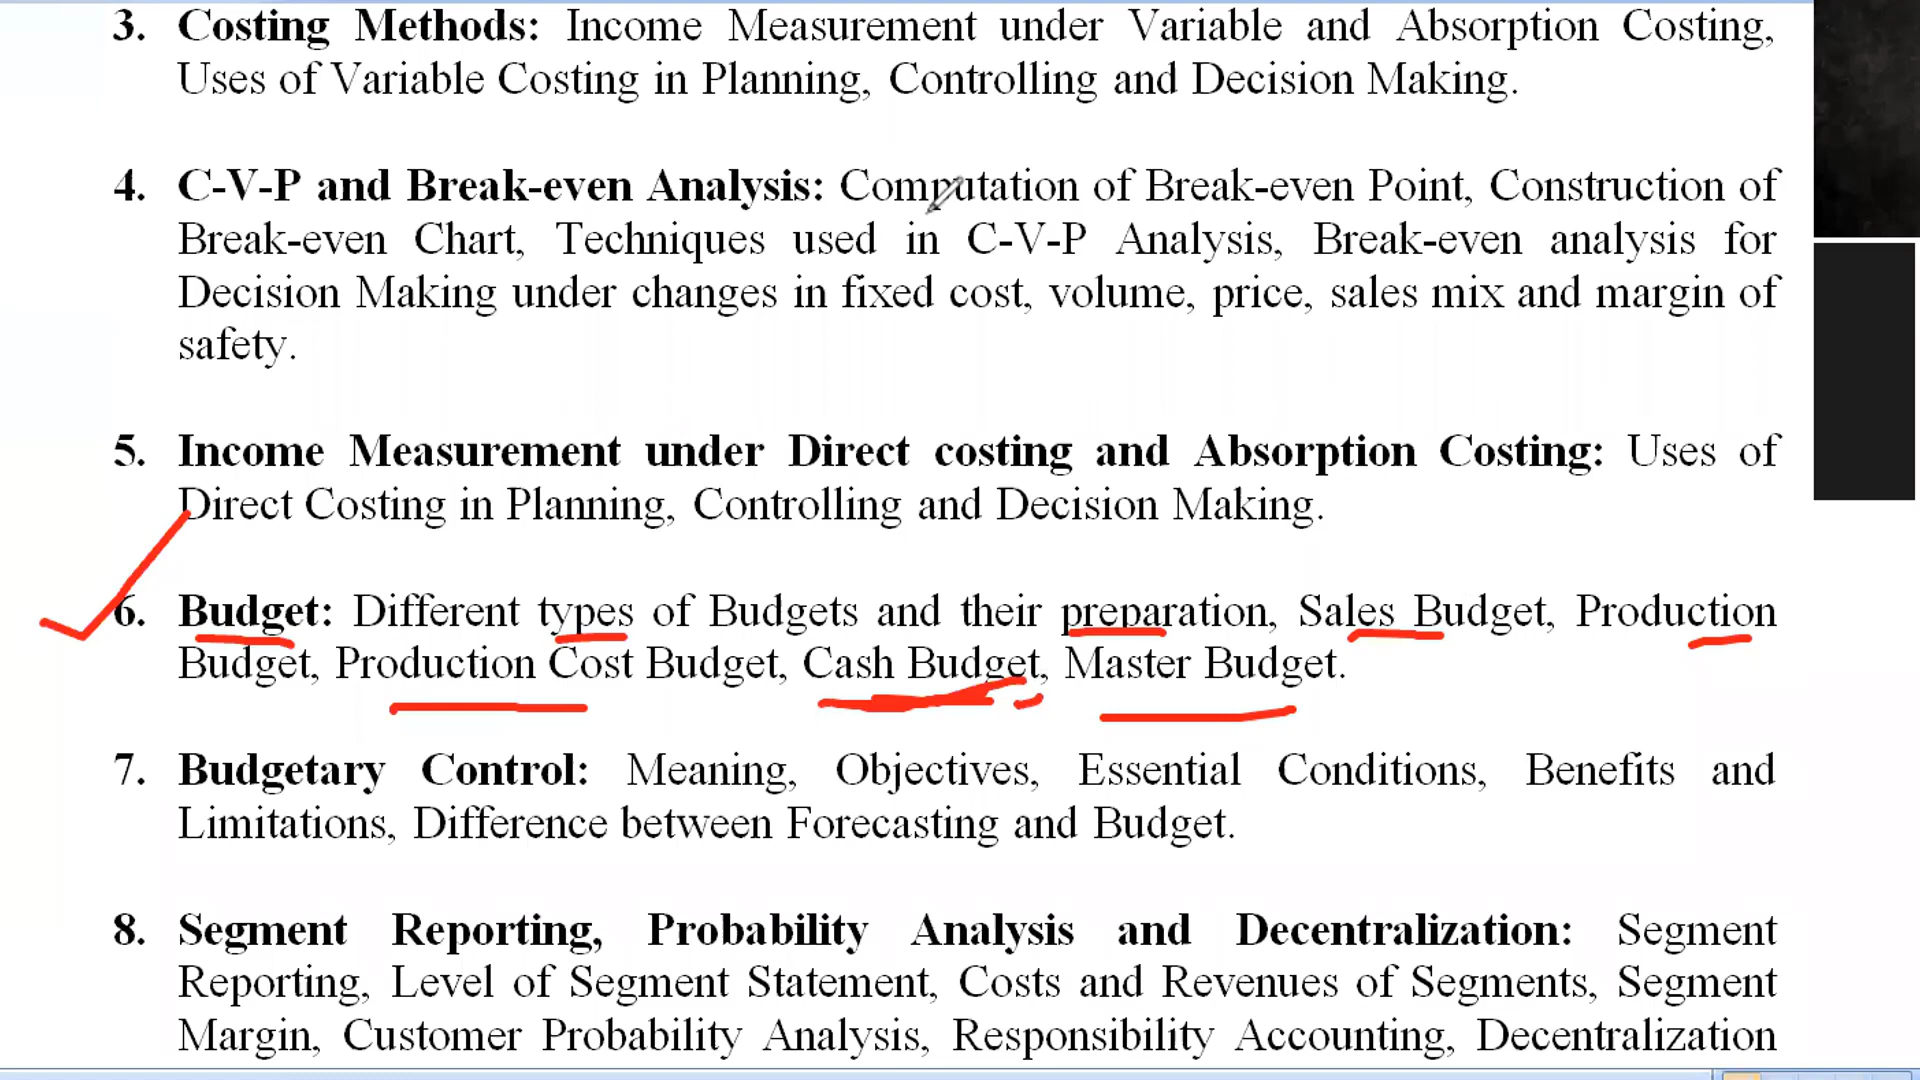 3. Costing Methods: Income Measurement under Variable and Absorption Costing,
Uses of Variable Costing in Planning, Controlling and Decision Making.
4. C-V-P and Break-even Analysis: Computation of Break-even Point, Construction of
Break-even Chart, Techniques used in C-V-P Analysis, Break-even analysis for
Decision Making under changes in fixed cost, volume, price, sales mix and margin of
safety.
5. Income Measurement under Direct costing and Absorption Costing: Uses of
Direct Costing in Planning, Controlling and Decision Making.
6. Budget: Different types of Budgets and their preparation, Sales Budget, Production
Budget, Production Cost Budget, Cash Budget, Master Budget.
7. Budgetary Control: Meaning, Objectives, Essential Conditions, Benefits and
Limitations, Difference between Forecasting and Budget.
8. Segment Reporting, Probability Analysis and Decentralization: Segment
Reporting, Level of Segment Statement, Costs and Revenues of Segments, Segment
Margin, Customer Probability Analysis, Responsibility Accounting, Decentralization